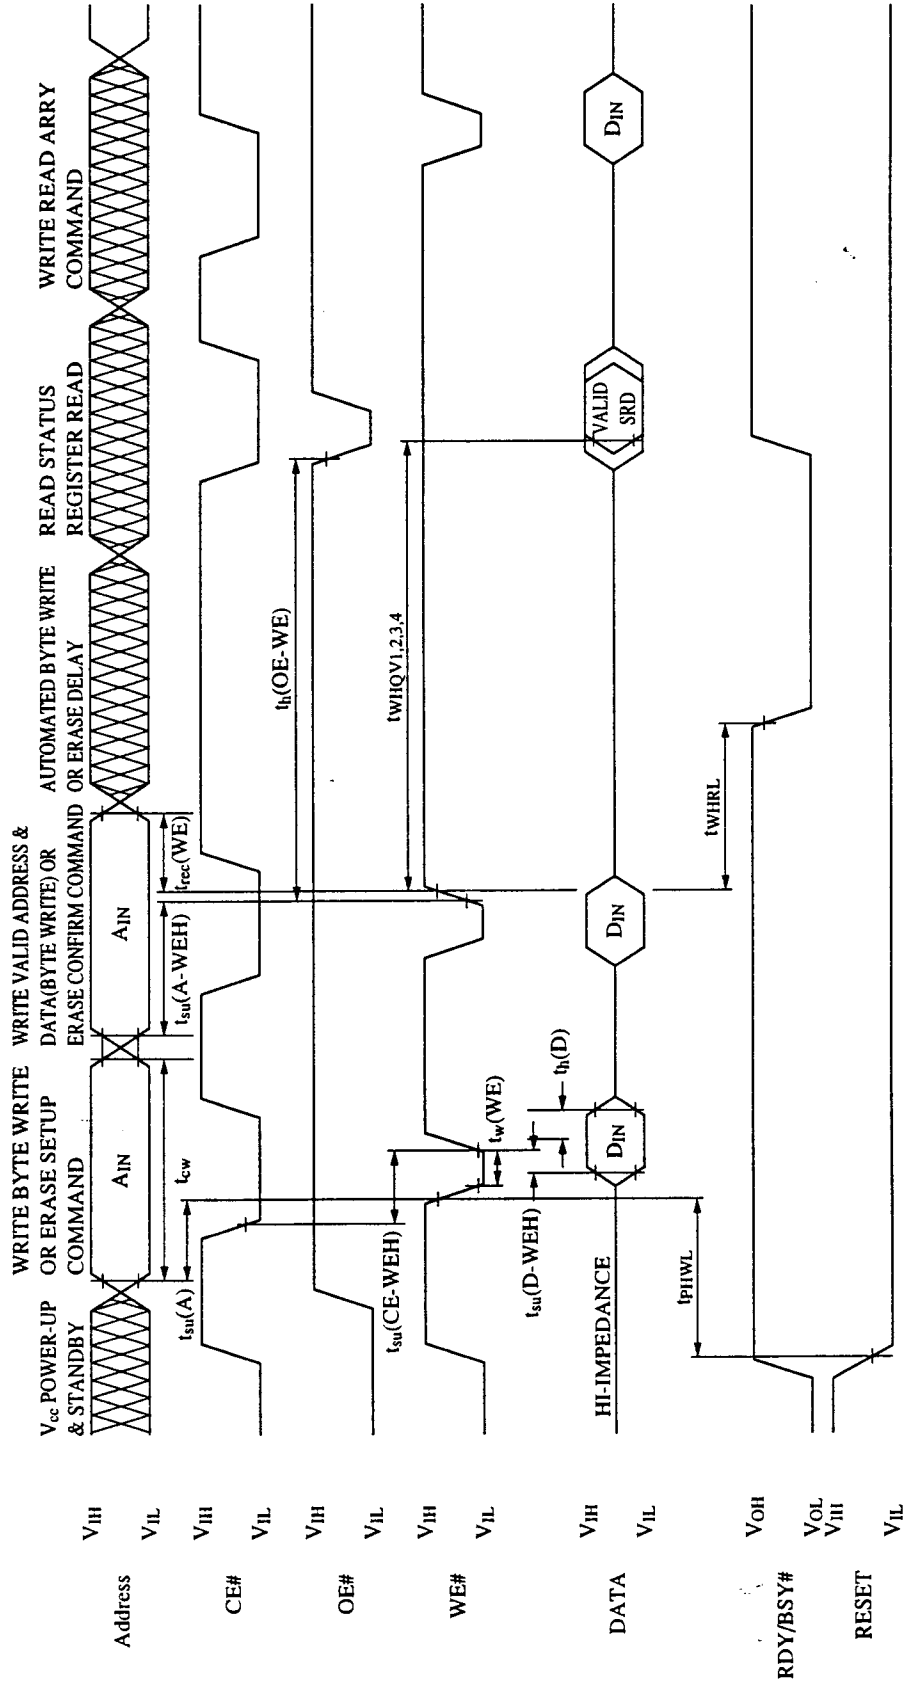 Vcc POWER-UP
& STANDBY
WRITE BYTE WRITE
OR ERASE SETUP
COMMAND
WRITE VALID ADDRESS &
DATA(BYTE WRITE) OR
ERASE CONFIRM COMMAND
AUTOMATED BYTE WRITE
OR ERASE DELAY
READ STATUS
REGISTER READ
WRITE READ ARRY
COMMAND
Address
VIH
VIL
AIN
AIN
tsu(A)
tcw
tsu(A-WEH)
trec(WE)
CE#
VIH
VIL
OE#
VIH
VIL
tsu(CE-WEH)
th(OE-WE)
WE#
VIH
VIL
tw(WE)
tWHQV1,2,3,4
tsu(D-WEH)
th(D)
DATA
VIH
VIL
HI-IMPEDANCE
DIN
DIN
VALID
SRD
DIN
tPHWL
tWHRL
RDY/BSY#
VOH
VOL
RESET
VIH
VIL